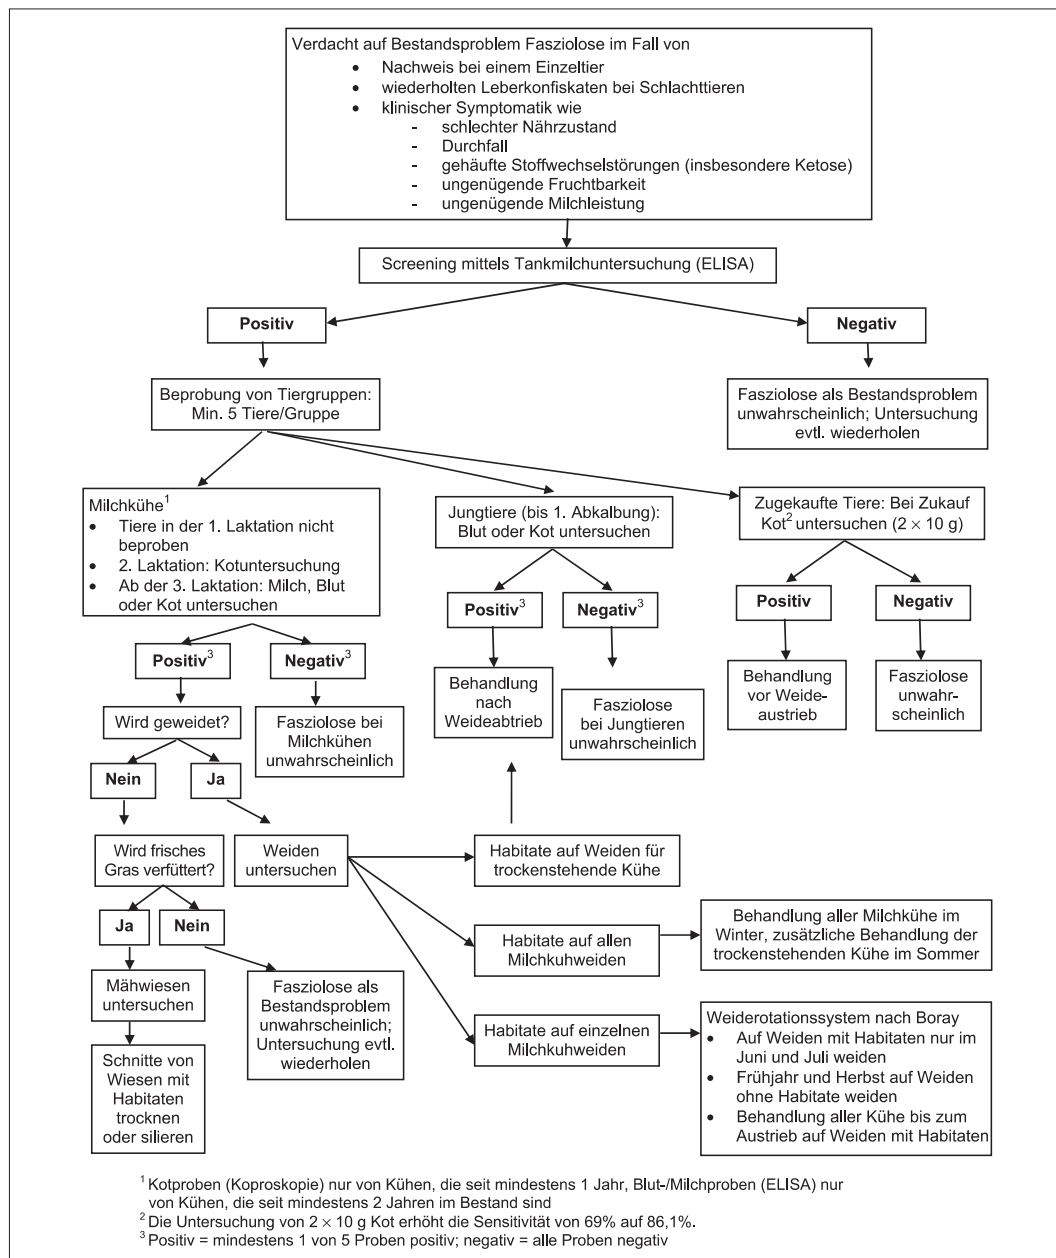 Verdacht auf Bestandsproblem Fasziolose im Fall von
• Nachweis bei einem Einzeltier
• wiederholten Leberkonfiskaten bei Schlachttieren
• klinischer Symptomatik wie
- schlechter Nährzustand
- Durchfall
- gehäufte Stoffwechselstörungen (insbesondere Ketose)
- ungenügende Fruchtbarkeit
- ungenügende Milchleistung
Screening mittels Tankmilchuntersuchung (ELISA)
Positiv
Negativ
Beprobung von Tiergruppen:
Min. 5 Tiere/Gruppe
Fasziolose als Bestandsproblem
unwahrscheinlich; Untersuchung
evtl. wiederholen
Milchkühe¹
• Tiere in der 1. Laktation nicht
beproben
• 2. Laktation: Kotuntersuchung
• Ab der 3. Laktation: Milch, Blut
oder Kot untersuchen
Jungtiere (bis 1. Abkalbung):
Blut oder Kot untersuchen
Zugekaufte Tiere: Bei Zukauf
Kot² untersuchen (2 × 10 g)
Positiv³
Negativ³
Positiv³
Negativ³
Positiv
Negativ
Wird geweidet?
Fasziolose bei
Milchkühen
unwahrscheinlich
Behandlung
nach
Weideabtrieb
Fasziolose
bei Jungtieren
unwahrscheinlich
Behandlung
vor Weide-
austrieb
Fasziolose
unwahr-
scheinlich
Nein
Ja
Wird frisches
Gras verfüttert?
Weiden
untersuchen
Habitate auf Weiden für
trockenstehende Kühe
Ja
Nein
Habitate auf allen
Milchkuhweiden
Behandlung aller Milchkühe im
Winter, zusätzliche Behandlung der
trockenstehenden Kühe im Sommer
Mähwiesen
untersuchen
Fasziolose als
Bestandsproblem
unwahrscheinlich;
Untersuchung evtl.
wiederholen
Habitate auf einzelnen
Milchkuhweiden
Weiderotationssystem nach Boray
• Auf Weiden mit Habitaten nur im
Juni und Juli weiden
• Frühjahr und Herbst auf Weiden
ohne Habitate weiden
• Behandlung aller Kühe bis zum
Austrieb auf Weiden mit Habitaten
Schnitte von
Wiesen mit
Habitaten
trocknen
oder silieren
¹ Kotproben (Koproskopie) nur von Kühen, die seit mindestens 1 Jahr, Blut-/Milchproben (ELISA) nur
von Kühen, die seit mindestens 2 Jahren im Bestand sind
² Die Untersuchung von 2 × 10 g Kot erhöht die Sensitivität von 69% auf 86,1%.
³ Positiv = mindestens 1 von 5 Proben positiv; negativ = alle Proben negativ